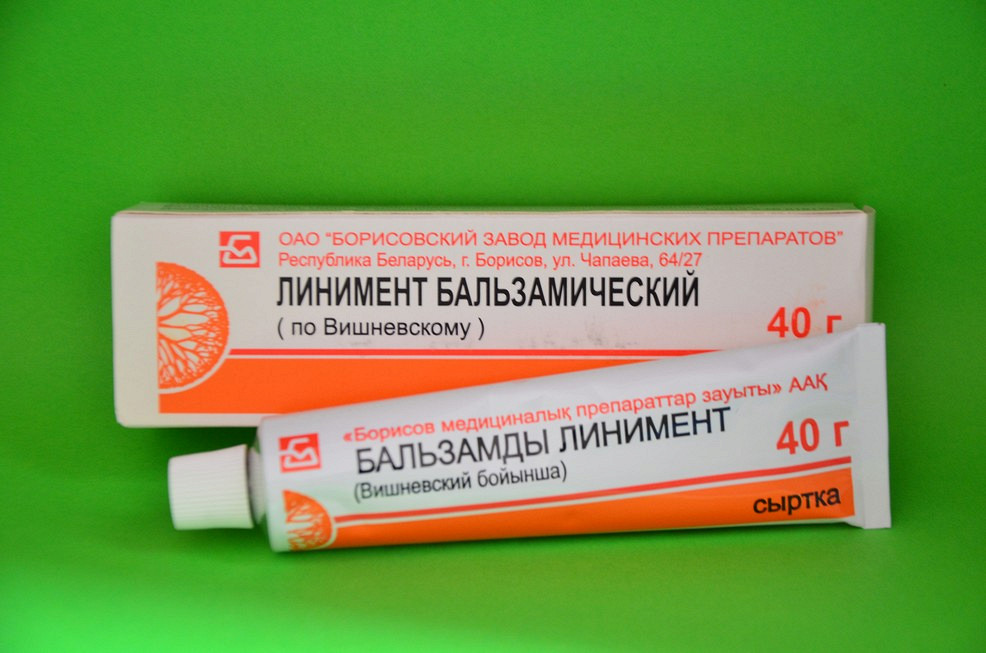 ОАО "БОРИСОВСКИЙ ЗАВОД МЕДИЦИНСКИХ ПРЕПАРАТОВ"
Республика Беларусь, г. Борисов, ул. Чапаева, 64/27
ЛИНИМЕНТ БАЛЬЗАМИЧЕСКИЙ
( по Вишневскому )
40 г
«Борисов медициналық препараттар зауыты» ААҚ
БАЛЬЗАМДЫ ЛИНИМЕНТ
(Вишневский бойынша)
40 г
сыртка